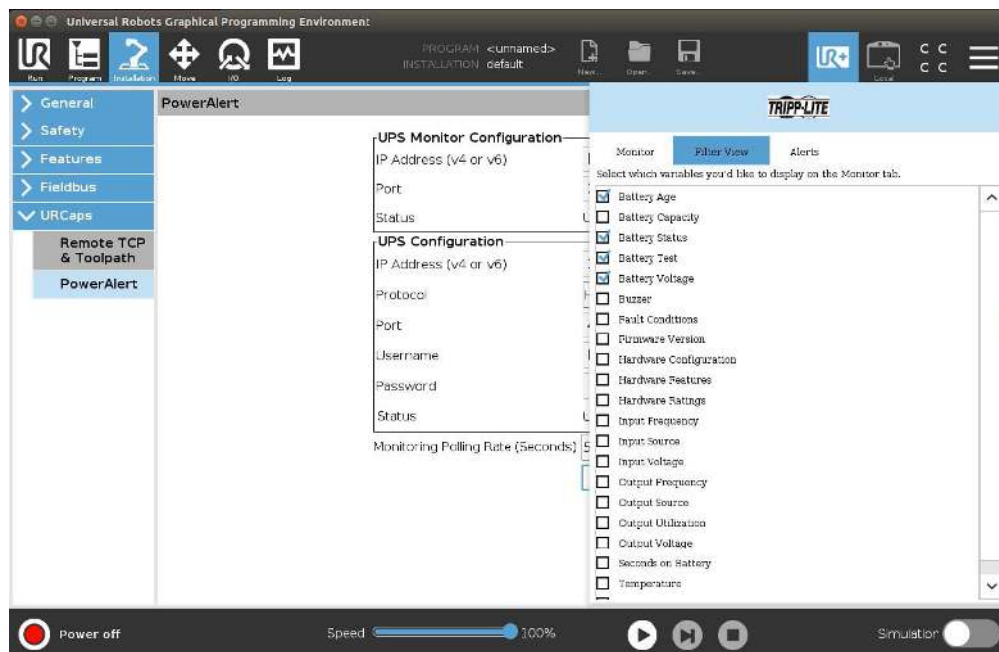 Universal Robots Graphical Programming Environment
PROGRAM <unnamed>
INSTALLATION default
Run
Program
Installation
Move
I/O
Log
New...
Open...
Save...
UR+
Local
C C
C C
General
Safety
Features
Fieldbus
URCaps
Remote TCP
& Toolpath
PowerAlert
PowerAlert
UPS Monitor Configuration
IP Address (v4 or v6)
Port
Status
UPS Configuration
IP Address (v4 or v6)
Protocol
Port
Username
Password
Status
Monitoring Polling Rate (Seconds)
5
TRIPP·LITE
Monitor
Filter View
Alerts
Select which variables you'd like to display on the Monitor tab.
Battery Age
Battery Capacity
Battery Status
Battery Test
Battery Voltage
Buzzer
Fault Conditions
Firmware Version
Hardware Configuration
Hardware Features
Hardware Ratings
Input Frequency
Input Source
Input Voltage
Output Frequency
Output Source
Output Utilization
Output Voltage
Seconds on Battery
Temperature
Power off
Speed
100%
Simulation